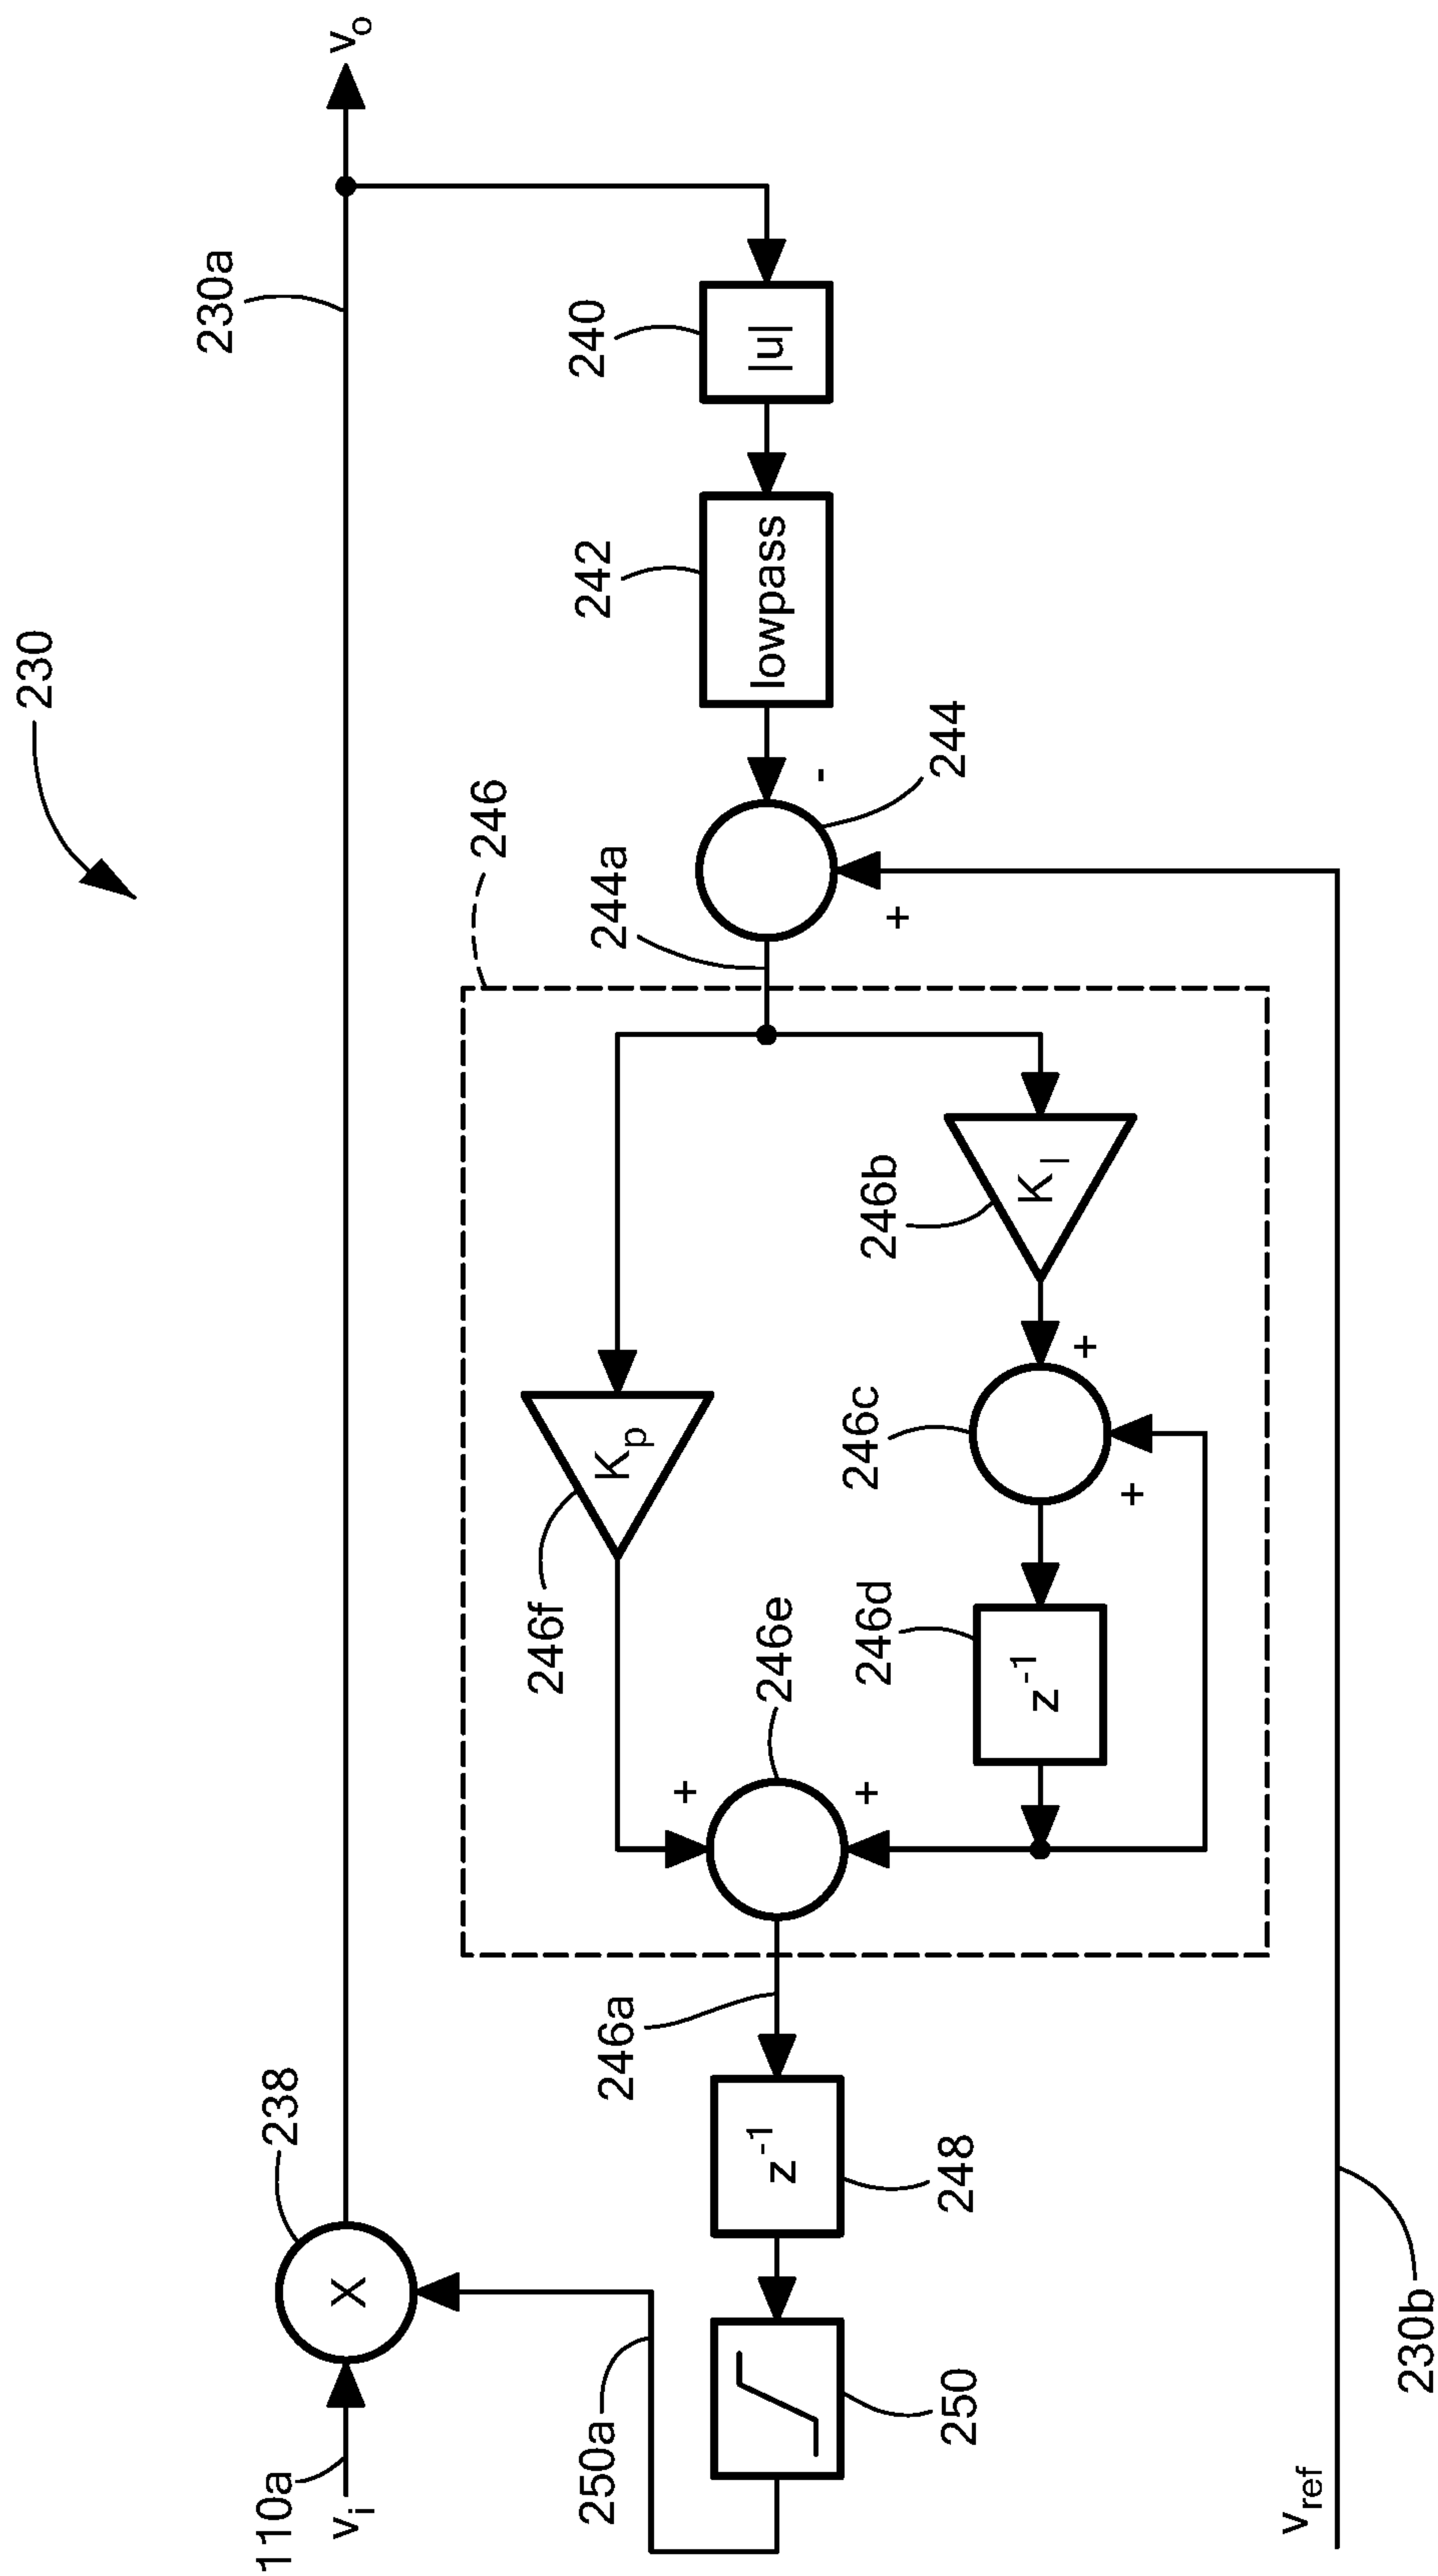 230
v_i
110a
238
X
230a
v_o
240
|u|
242
lowpass
-
244
+
244a
246
246f
K_p
246b
K_I
246c
+
+
246d
z^-1
246e
+
+
246a
248
z^-1
250
250a
v_ref
230b